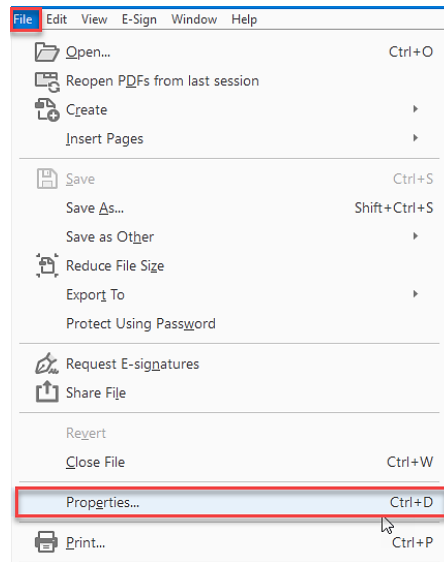 File Edit View E-Sign Window Help
Open... Ctrl+O
Reopen PDFs from last session
Create
Insert Pages
Save Ctrl+S
Save As... Shift+Ctrl+S
Save as Other
Reduce File Size
Export To
Protect Using Password
Request E-signatures
Share File
Revert
Close File Ctrl+W
Properties... Ctrl+D
Print... Ctrl+P